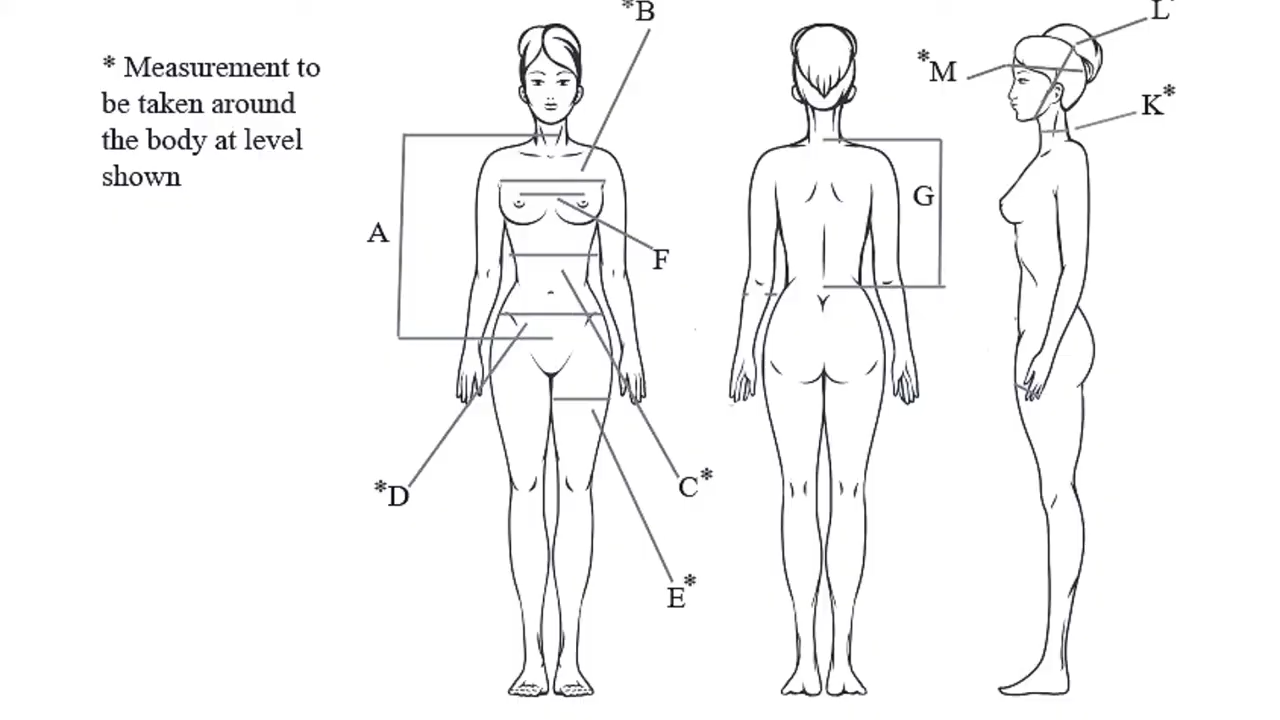 *B
L*
* Measurement to
be taken around
the body at level
shown
*M
K*
G
A
F
*D
C*
E*